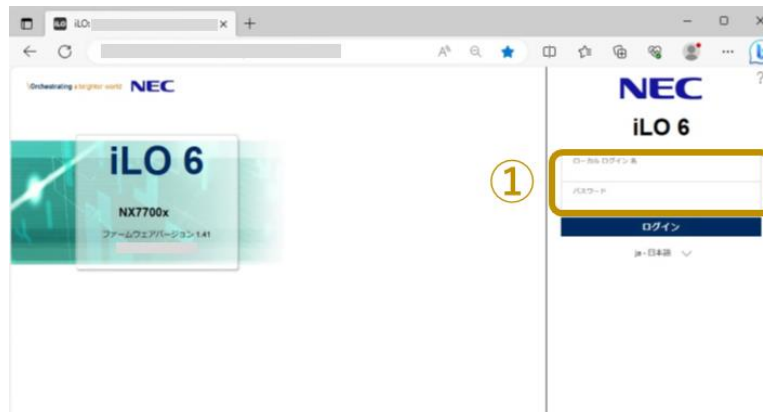 iLO:
\Orchestrating a brighter world NEC
iLO 6
NX7700x
ファームウェアバージョン 1.41
①
NEC
?
iLO 6
ローカル ログイン名
パスワード
ログイン
ja - 日本語